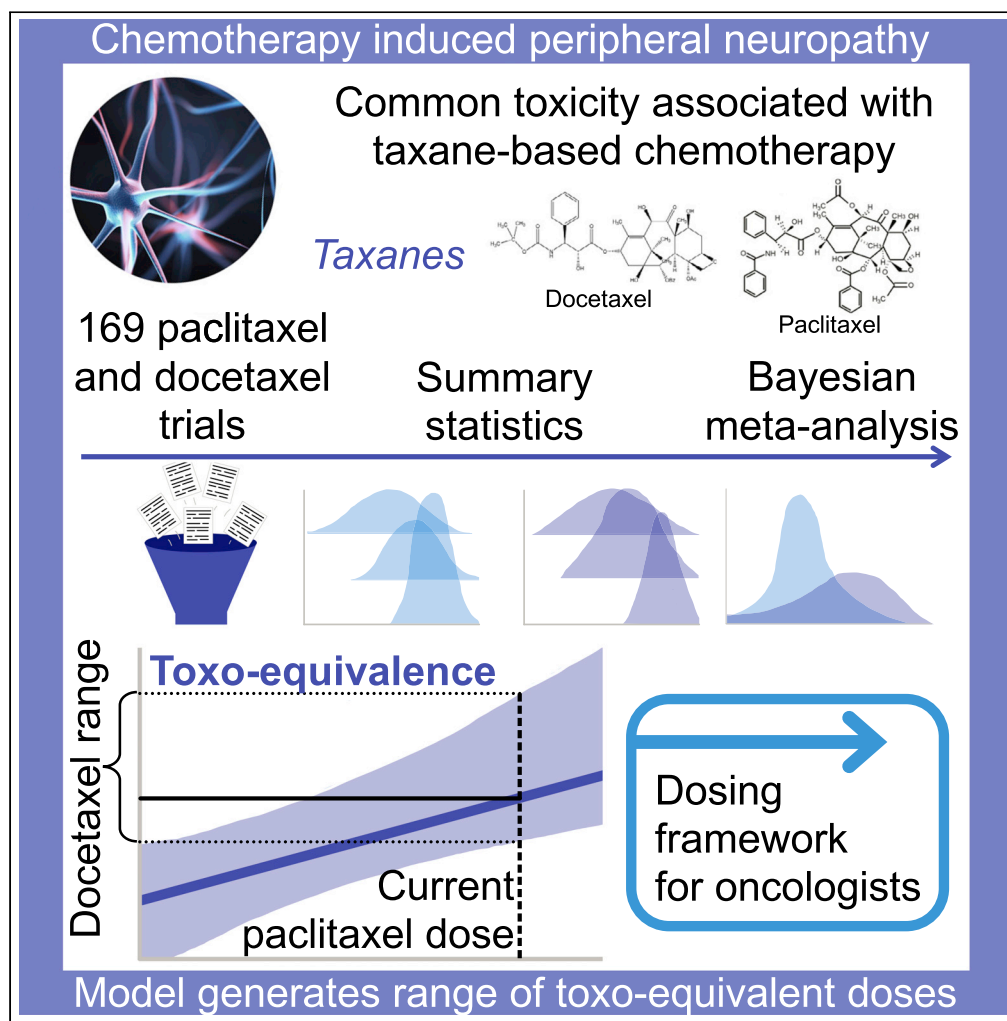 Chemotherapy induced peripheral neuropathy
Common toxicity associated with
taxane-based chemotherapy
Taxanes
Docetaxel
Paclitaxel
169 paclitaxel
and docetaxel
trials
Summary
statistics
Bayesian
meta-analysis
Toxo-equivalence
Docetaxel range
Current
paclitaxel dose
Dosing
framework
for oncologists
Model generates range of toxo-equivalent doses